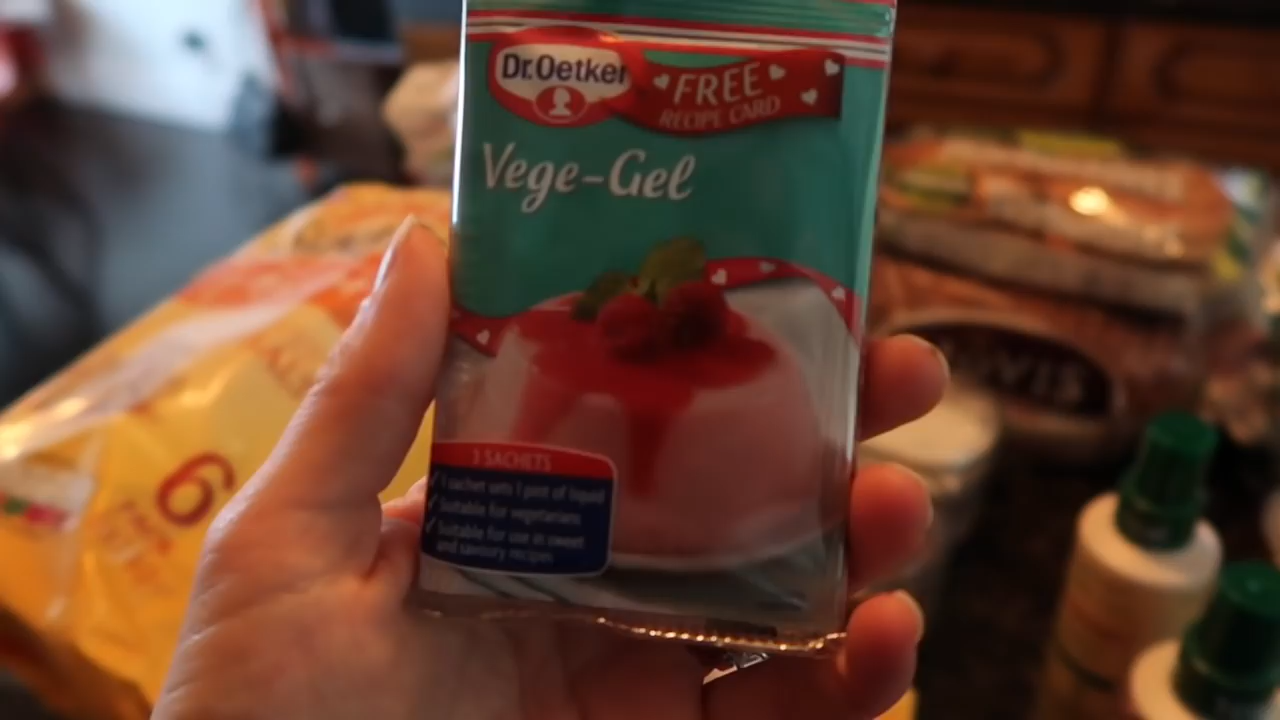 Dr.Oetker
FREE
RECIPE CARD
Vege-Gel
3 SACHETS
1 sachet sets 1 pint of liquid
Suitable for vegetarians
Suitable for use in sweet
and savoury recipes
6
OVIS